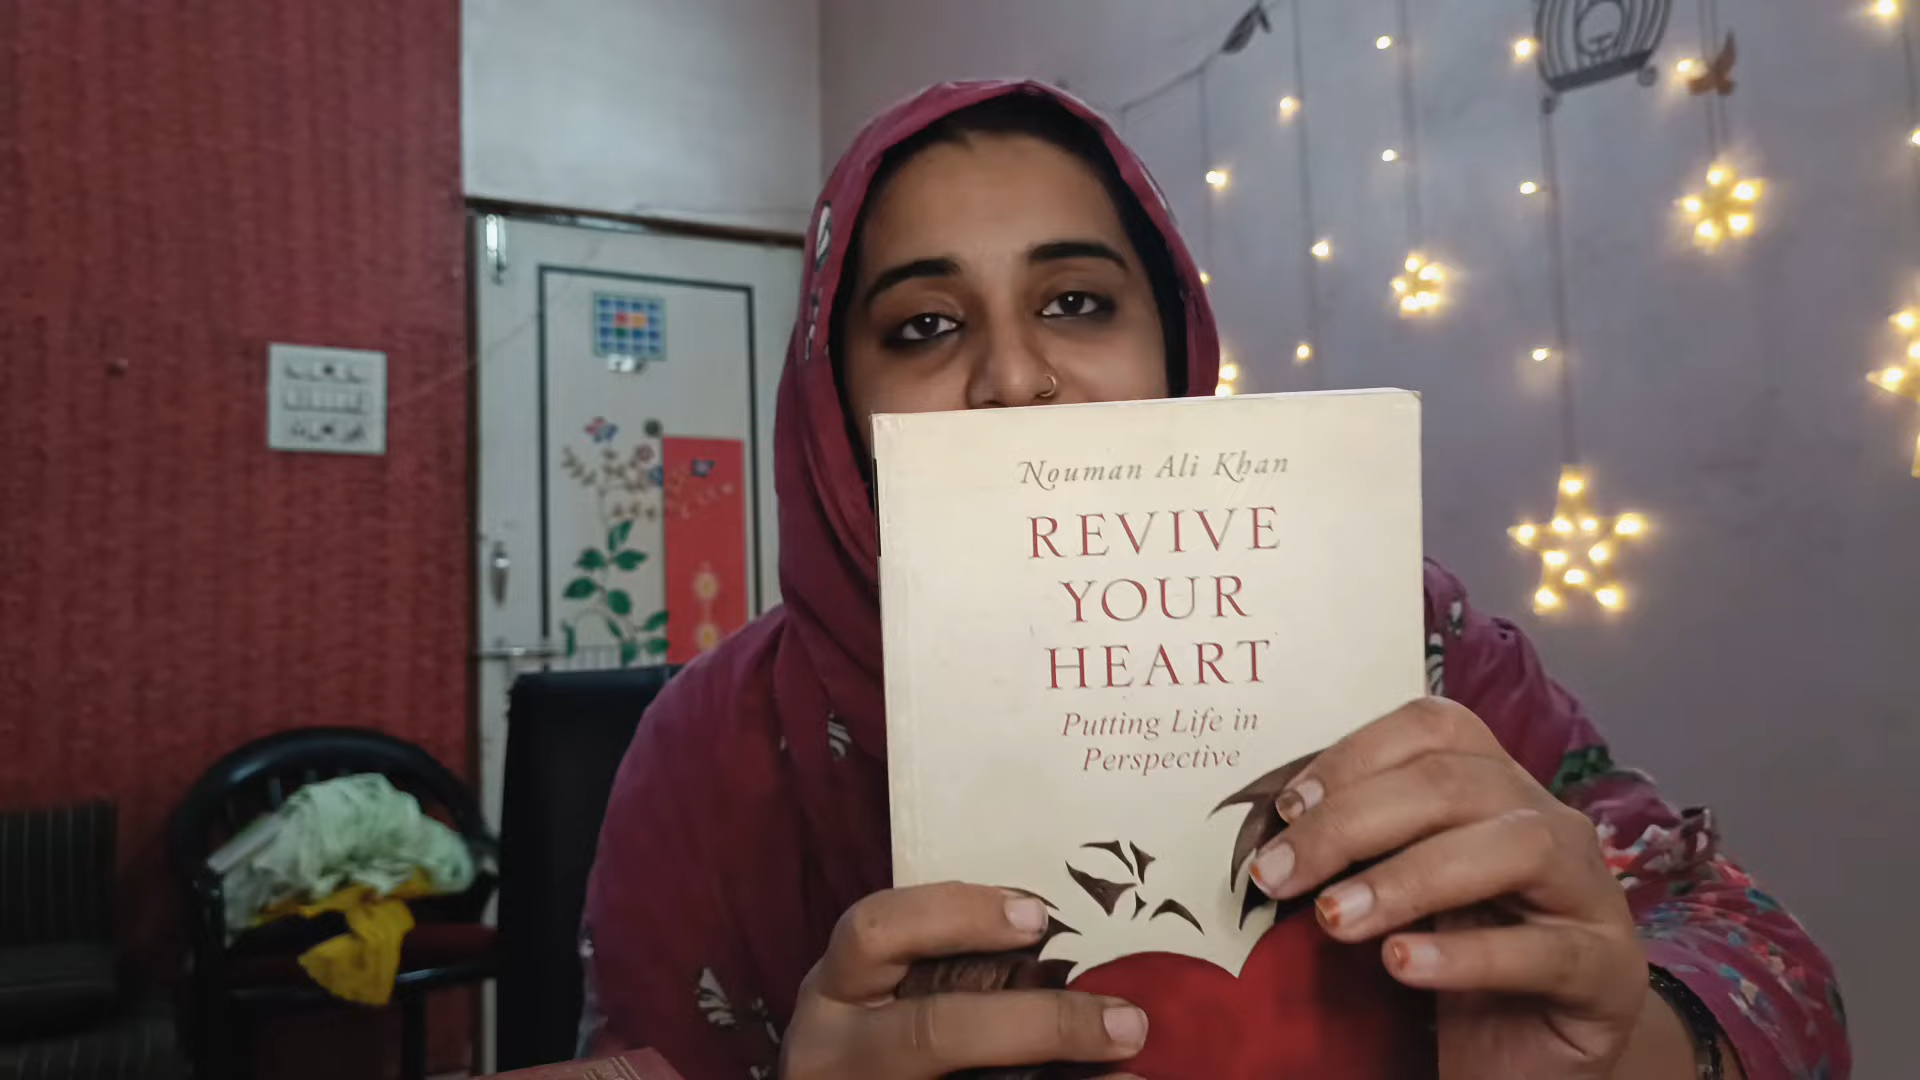 Nouman Ali Khan
REVIVE
YOUR
HEART
Putting Life in
Perspective